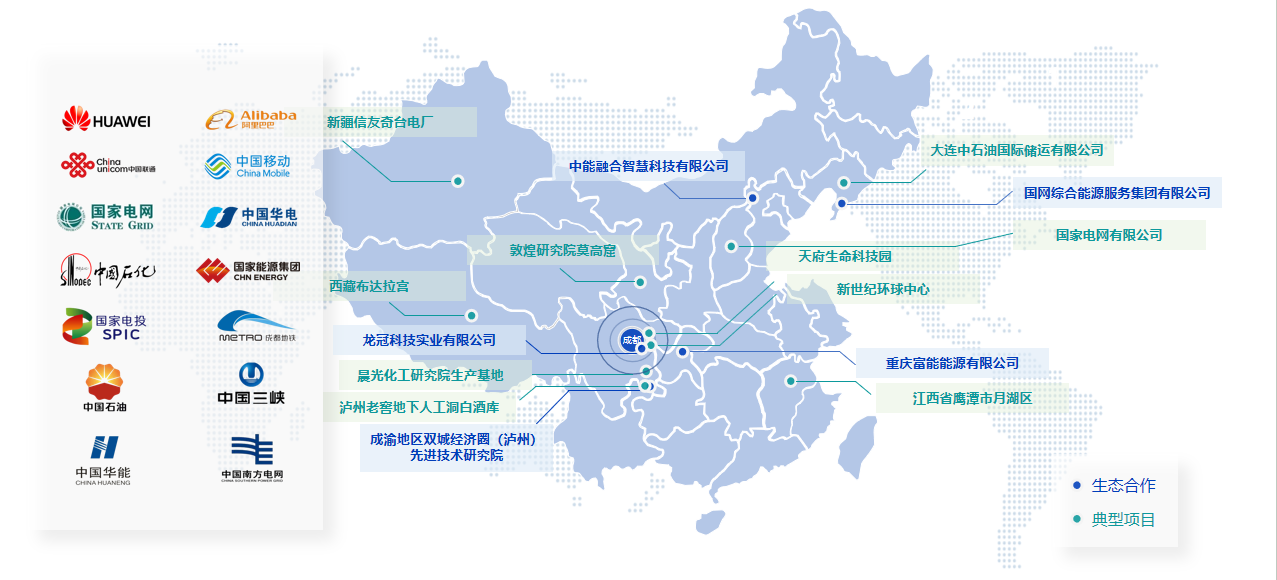 HUAWEI
Alibaba
阿里巴巴
China
unicom中国联通
中国移动
China Mobile
国家电网
STATE GRID
中国华电
CHINA HUADIAN
SINOPEC
中国石化
国家能源集团
CHN ENERGY
国家电投
SPIC
METRO 成都地铁
中国石油
中国三峡
中国华能
CHINA HUANENG
中国南方电网
CHINA SOUTHERN POWER GRID
新疆信友奇台电厂
中能融合智慧科技有限公司
大连中石油国际储运有限公司
国网综合能源服务集团有限公司
国家电网有限公司
敦煌研究院莫高窟
天府生命科技园
西藏布达拉宫
新世纪环球中心
龙冠科技实业有限公司
成都
重庆富能能源有限公司
晨光化工研究院生产基地
江西省鹰潭市月湖区
泸州老窖地下人工洞白酒库
成渝地区双城经济圈（泸州）
先进技术研究院
生态合作
典型项目